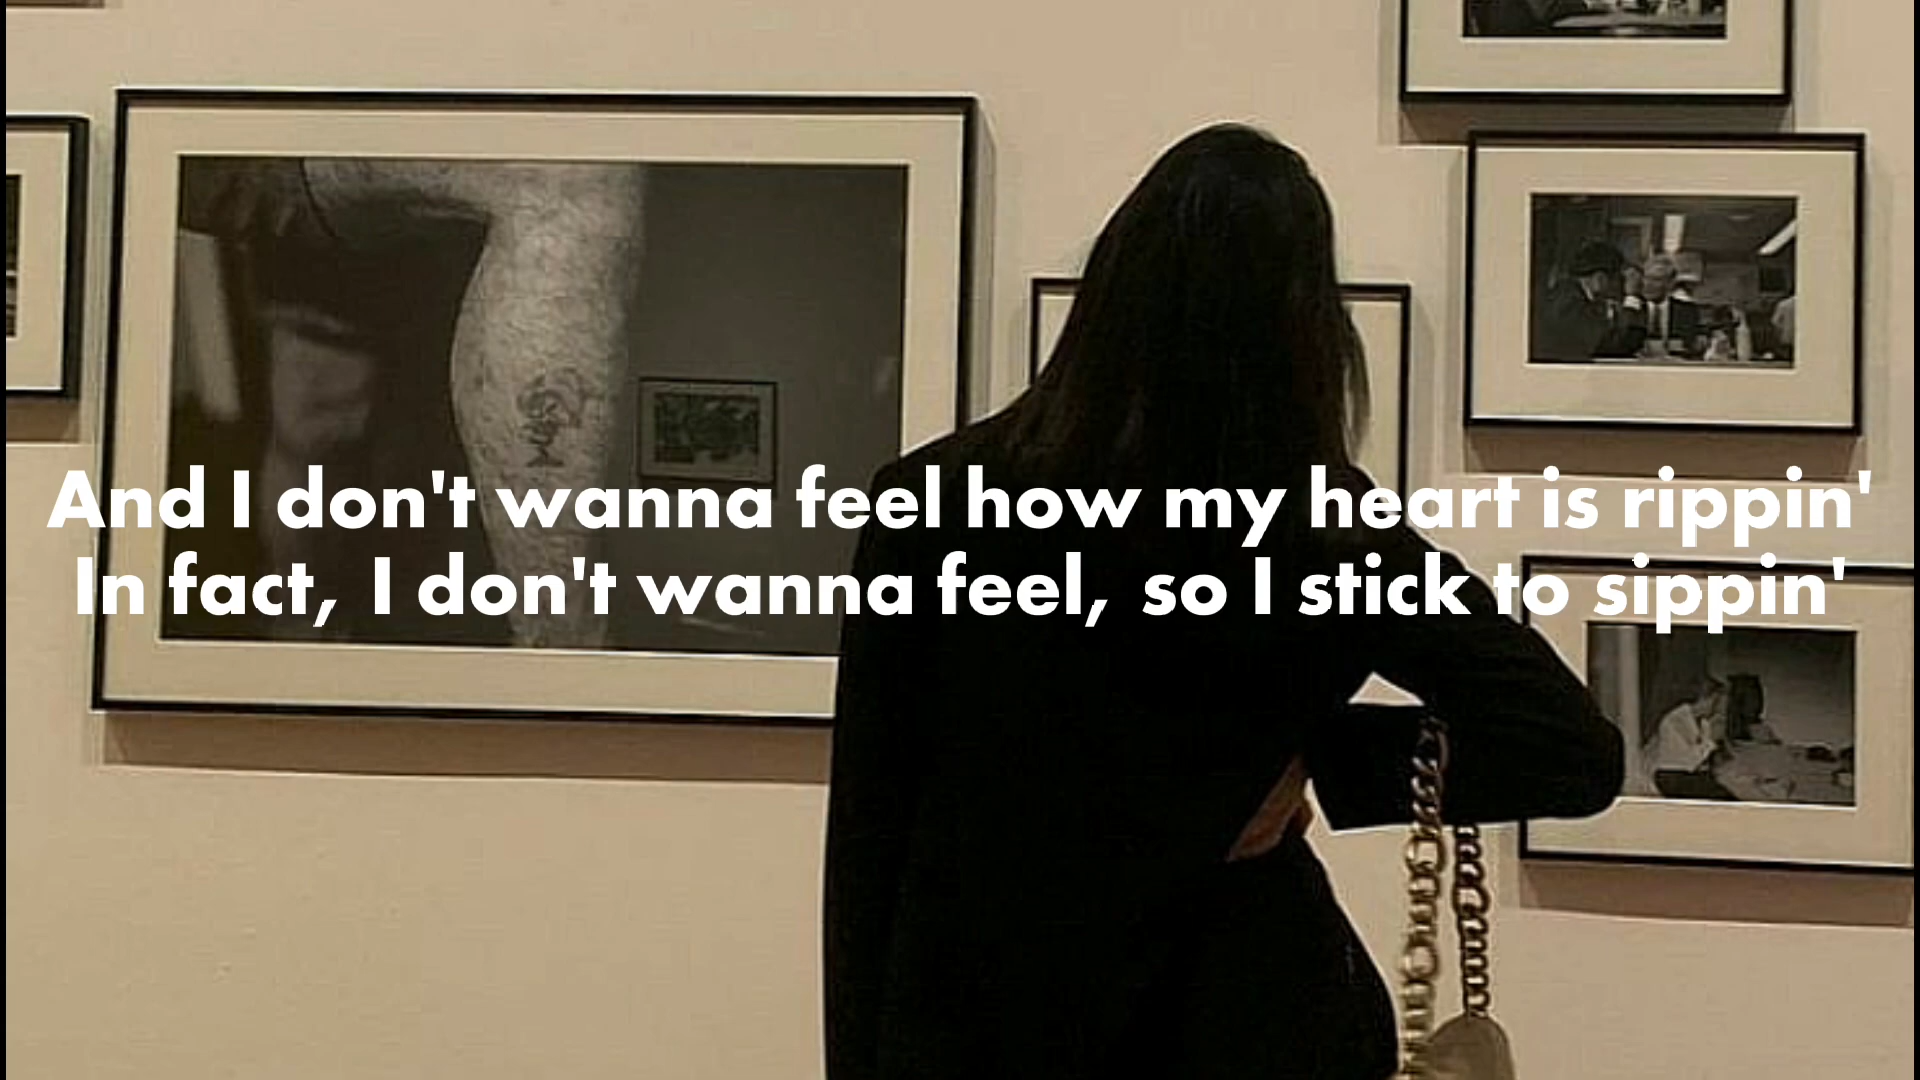 And I don't wanna feel how my heart is rippin'
In fact, I don't wanna feel, so I stick to sippin'